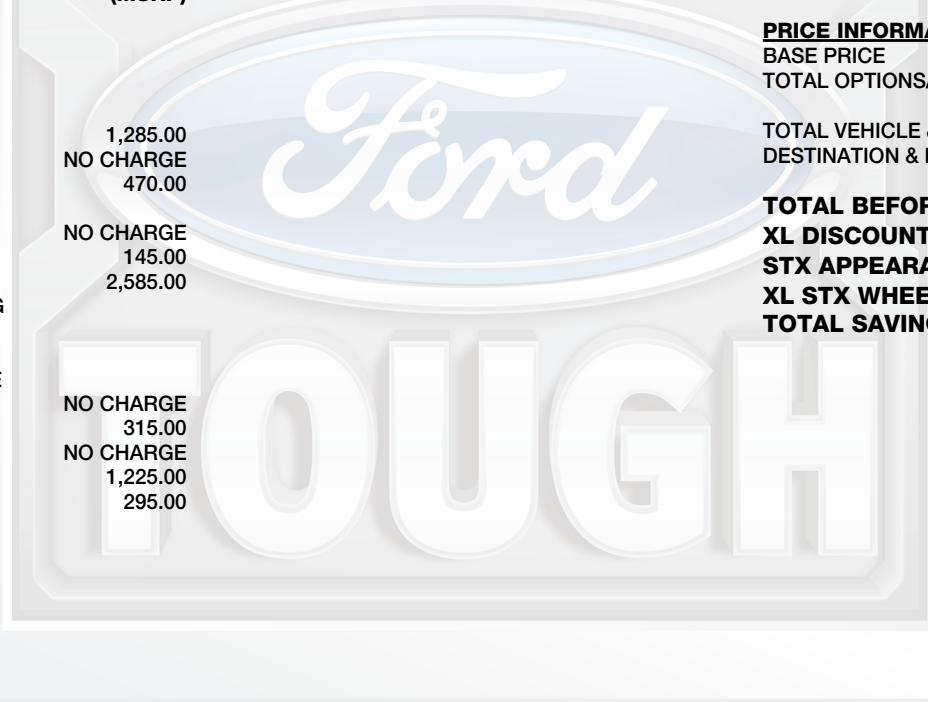 1,285.00
NO CHARGE
470.00
NO CHARGE
145.00
2,585.00
NO CHARGE
315.00
NO CHARGE
1,225.00
295.00
Ford
TOUGH
PRICE INFORMA
BASE PRICE
TOTAL OPTIONS
TOTAL VEHICLE
DESTINATION &
TOTAL BEFOR
XL DISCOUNT
STX APPEARA
XL STX WHEE
TOTAL SAVIN